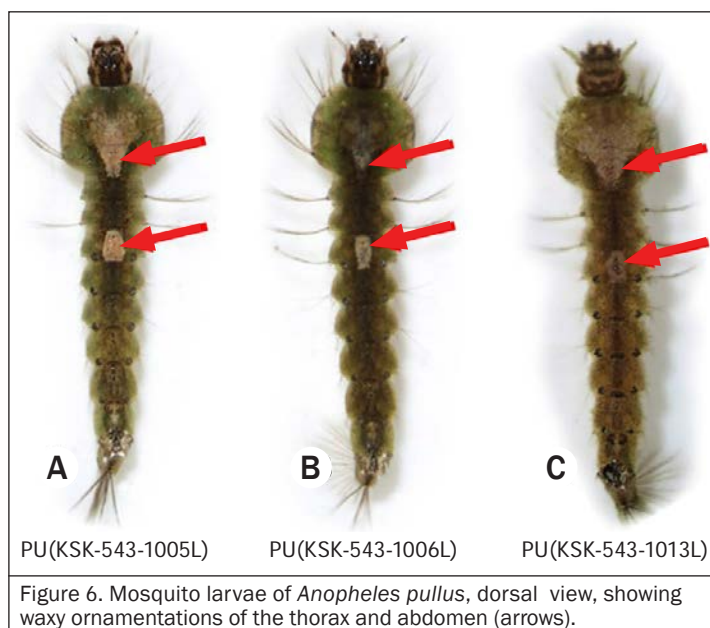 A B C
PU(KSK-543-1005L) PU(KSK-543-1006L) PU(KSK-543-1013L)
Figure 6. Mosquito larvae of Anopheles pullus, dorsal view, showing
waxy ornamentations of the thorax and abdomen (arrows).